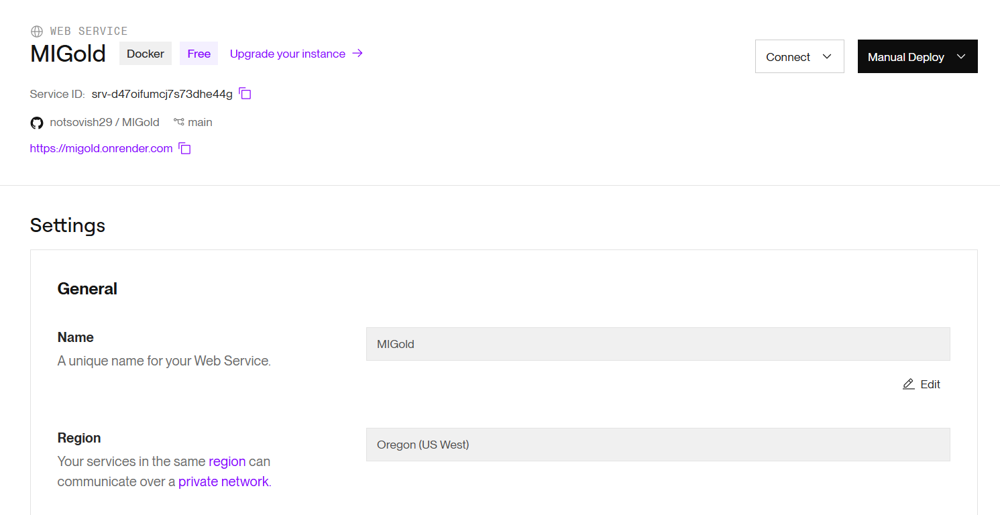 WEB SERVICE
MIGold Docker Free Upgrade your instance →
Connect Manual Deploy
Service ID: srv-d47oifumcj7s73dhe44g
notsovish29 / MIGold main
https://migold.onrender.com
Settings
General
Name
A unique name for your Web Service.
MIGold
Edit
Region
Your services in the same region can
communicate over a private network.
Oregon (US West)